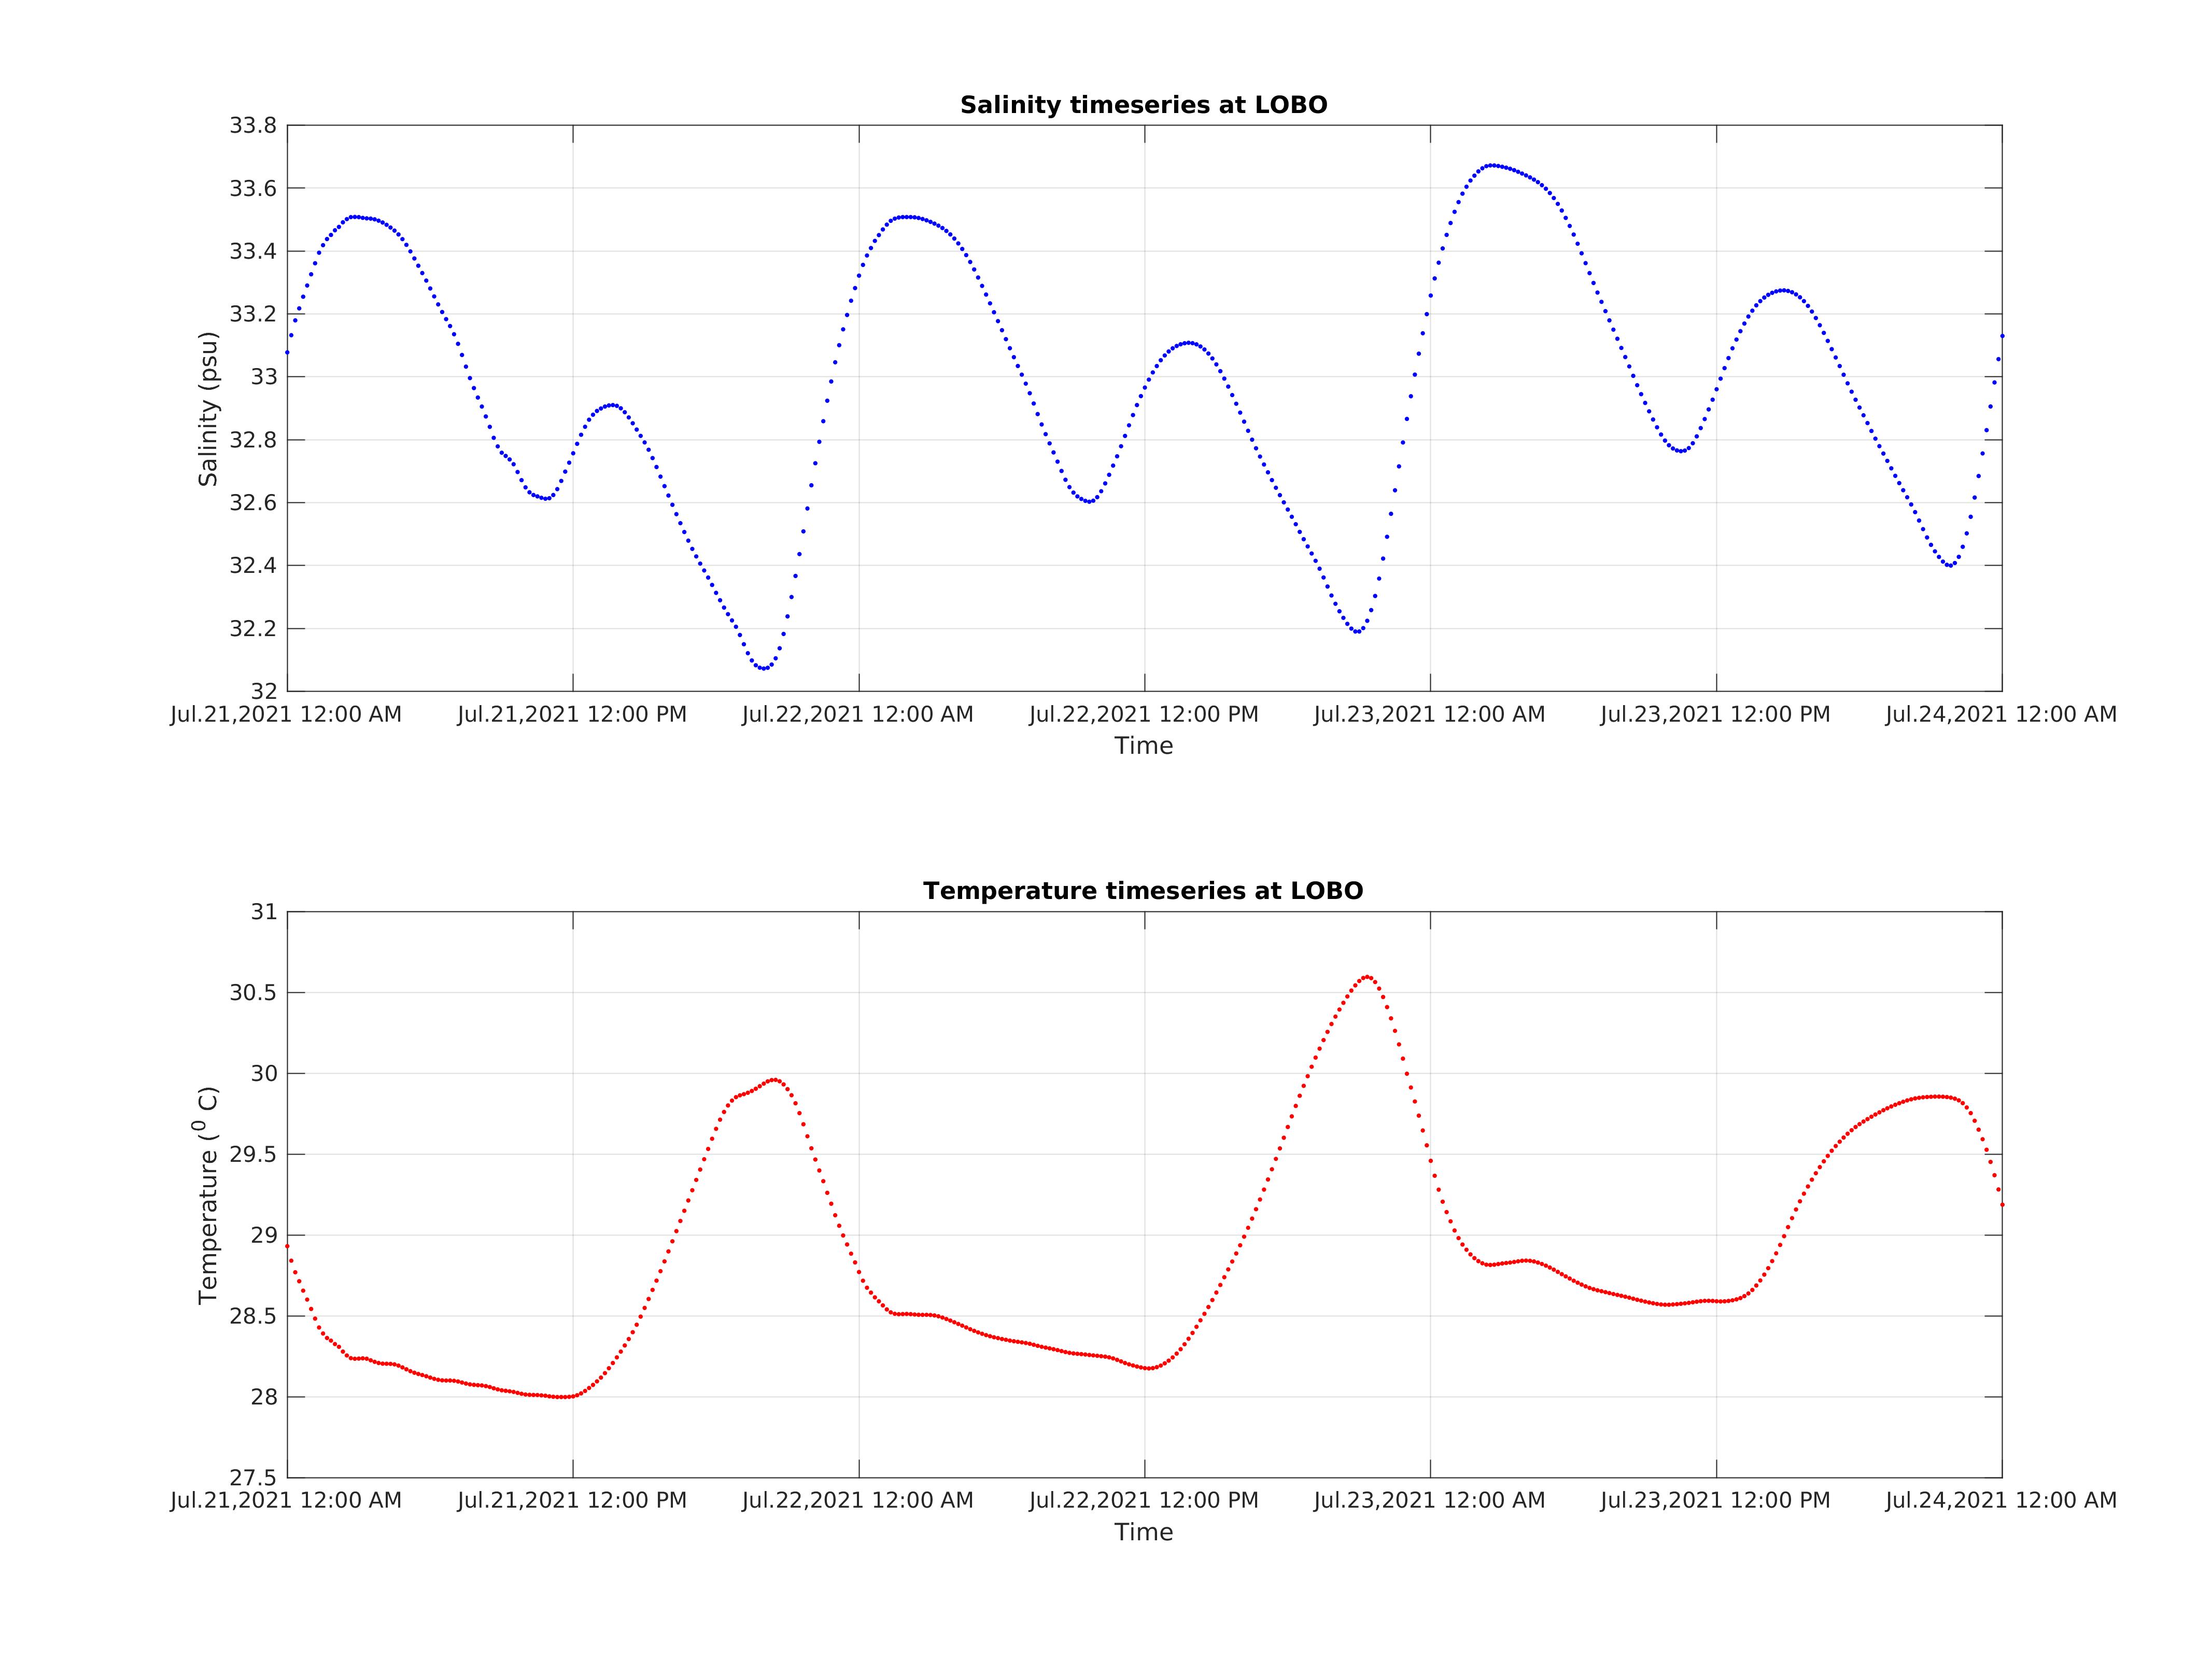 Salinity timeseries at LOBO
33.8
33.6
33.4
33.2
33
32.8
32.6
32.4
32.2
32
Salinity (psu)
Jul.21,2021 12:00 AM Jul.21,2021 12:00 PM Jul.22,2021 12:00 AM Jul.22,2021 12:00 PM Jul.23,2021 12:00 AM Jul.23,2021 12:00 PM Jul.24,2021 12:00 AM
Time
Temperature timeseries at LOBO
31
30.5
30
29.5
29
28.5
28
27.5
Temperature (⁰ C)
Jul.21,2021 12:00 AM Jul.21,2021 12:00 PM Jul.22,2021 12:00 AM Jul.22,2021 12:00 PM Jul.23,2021 12:00 AM Jul.23,2021 12:00 PM Jul.24,2021 12:00 AM
Time